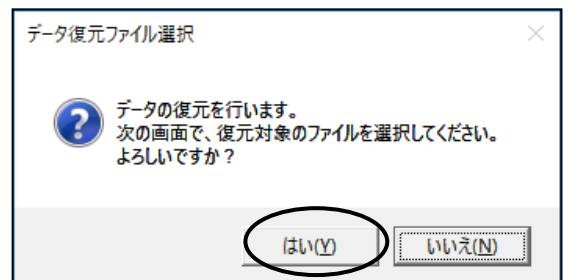 データ復元ファイル選択
データの復元を行います。
次の画面で、復元対象のファイルを選択してください。
よろしいですか？
はい(Y) いいえ(N)